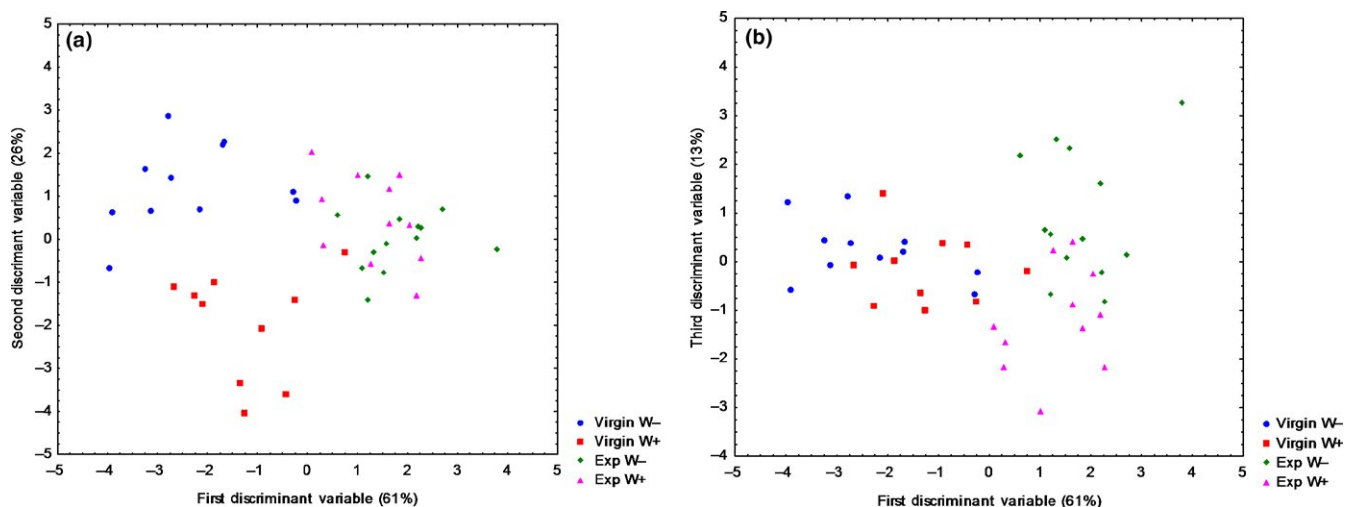 (a)
5
4
3
2
1
0
–1
–2
–3
–4
–5
Second discrimant variable (26%)
–5 –4 –3 –2 –1 0 1 2 3 4 5
First discriminant variable (61%)
Virgin W–
Virgin W+
Exp W–
Exp W+
(b)
5
4
3
2
1
0
–1
–2
–3
–4
Third discriminant variable (13%)
–5 –4 –3 –2 –1 0 1 2 3 4 5
First discriminant variable (61%)
Virgin W–
Virgin W+
Exp W–
Exp W+